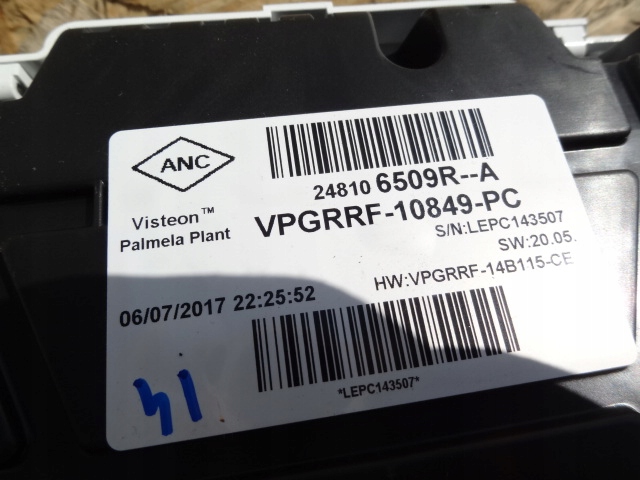 ANC
Visteon™
Palmela Plant
24810 6509R--A
VPGRRF-10849-PC
S/N:LEPC143507
SW:20.05.
HW:VPGRRF-14B115-CE
06/07/2017 22:25:52
*LEPC143507*
14